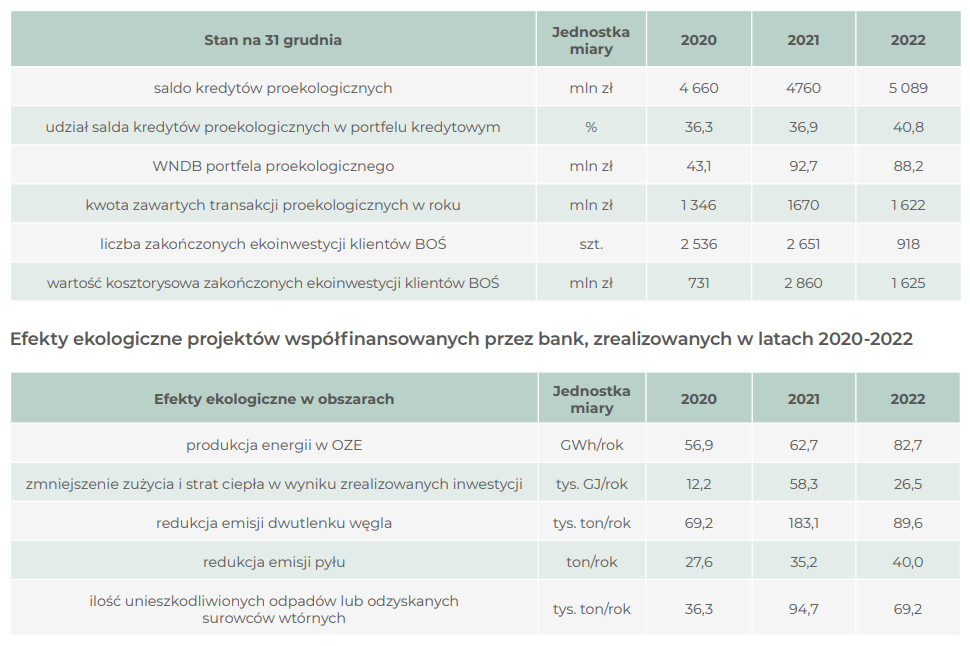 Stan na 31 grudnia Jednostka miary 2020 2021 2022
saldo kredytów proekologicznych mln zł 4 660 4760 5 089
udział salda kredytów proekologicznych w portfelu kredytowym % 36,3 36,9 40,8
WNDB portfela proekologicznego mln zł 43,1 92,7 88,2
kwota zawartych transakcji proekologicznych w roku mln zł 1 346 1670 1 622
liczba zakończonych ekoinwestycji klientów BOŚ szt. 2 536 2 651 918
wartość kosztorysowa zakończonych ekoinwestycji klientów BOŚ mln zł 731 2 860 1 625
Efekty ekologiczne projektów współfinansowanych przez bank, zrealizowanych w latach 2020-2022
Efekty ekologiczne w obszarach Jednostka miary 2020 2021 2022
produkcja energii w OZE GWh/rok 56,9 62,7 82,7
zmniejszenie zużycia i strat ciepła w wyniku zrealizowanych inwestycji tys. GJ/rok 12,2 58,3 26,5
redukcja emisji dwutlenku węgla tys. ton/rok 69,2 183,1 89,6
redukcja emisji pyłu ton/rok 27,6 35,2 40,0
ilość unieszkodliwionych odpadów lub odzyskanych
surowców wtórnych tys. ton/rok 36,3 94,7 69,2